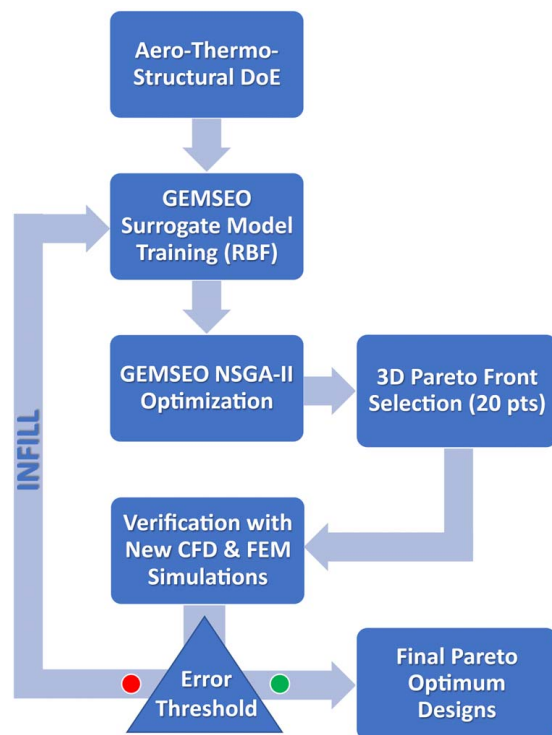 Aero-Thermo-
Structural DoE
GEMSEO
Surrogate Model
Training (RBF)
GEMSEO NSGA-II
Optimization
3D Pareto Front
Selection (20 pts)
INFILL
Verification with
New CFD & FEM
Simulations
Error
Threshold
Final Pareto
Optimum
Designs